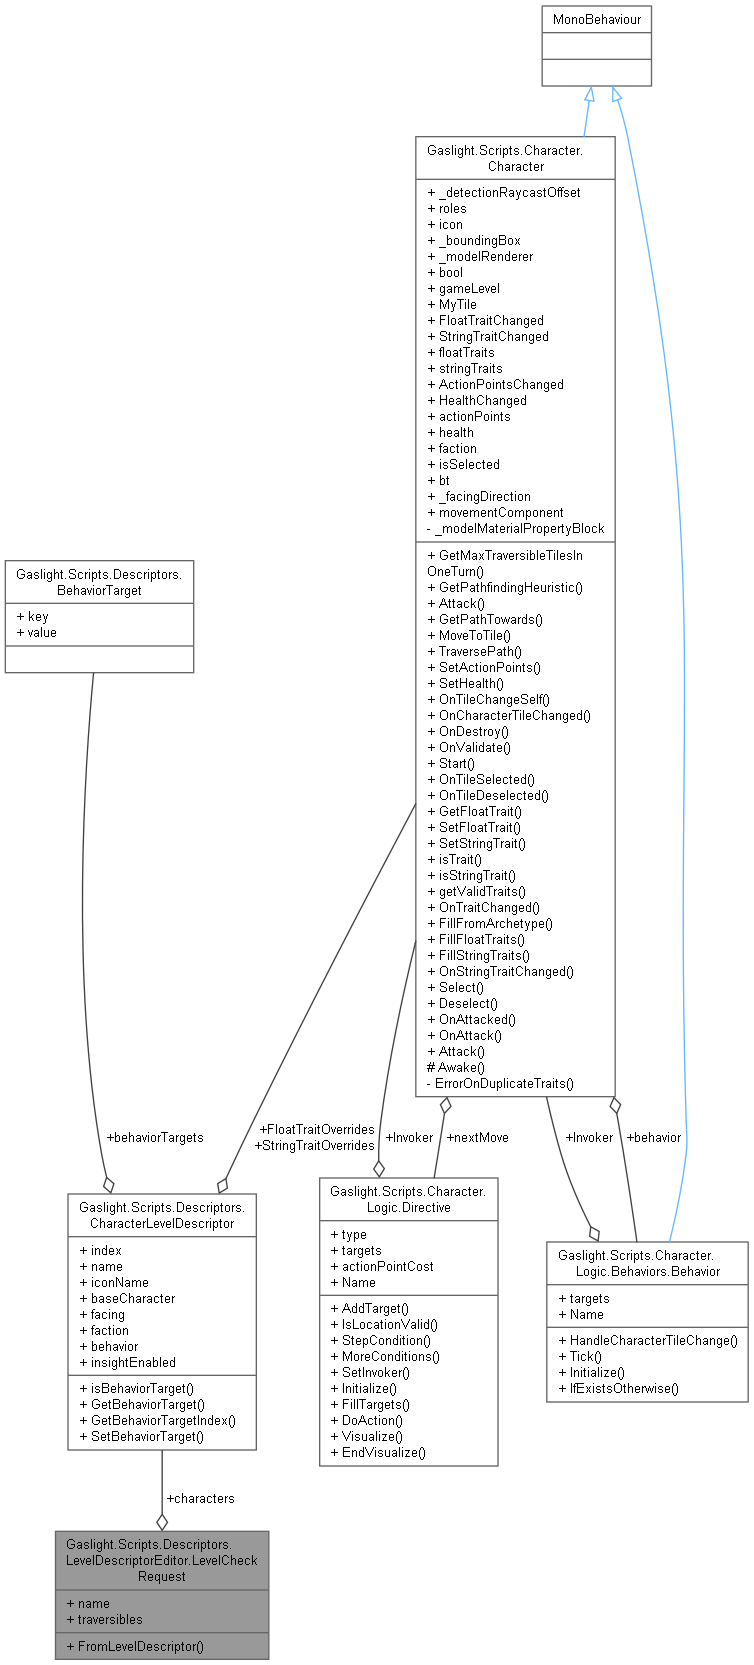 MonoBehaviour
Gaslight.Scripts.Character.
Character
+ _detectionRaycastOffset
+ roles
+ icon
+ _boundingBox
+ _modelRenderer
+ bool
+ gameLevel
+ MyTile
+ FloatTraitChanged
+ StringTraitChanged
+ floatTraits
+ stringTraits
+ ActionPointsChanged
+ HealthChanged
+ actionPoints
+ health
+ faction
+ isSelected
+ bt
+ _facingDirection
+ movementComponent
- _modelMaterialPropertyBlock
+ GetMaxTraversibleTilesIn
OneTurn()
+ GetPathfindingHeuristic()
+ Attack()
+ GetPathTowards()
+ MoveToTile()
+ TraversePath()
+ SetActionPoints()
+ SetHealth()
+ OnTileChangeSelf()
+ OnCharacterTileChanged()
+ OnDestroy()
+ OnValidate()
+ Start()
+ OnTileSelected()
+ OnTileDeselected()
+ GetFloatTrait()
+ SetFloatTrait()
+ SetStringTrait()
+ isTrait()
+ isStringTrait()
+ getValidTraits()
+ OnTraitChanged()
+ FillFromArchetype()
+ FillFloatTraits()
+ FillStringTraits()
+ OnStringTraitChanged()
+ Select()
+ Deselect()
+ OnAttacked()
+ OnAttack()
+ Attack()
# Awake()
- ErrorOnDuplicateTraits()
Gaslight.Scripts.Descriptors.
BehaviorTarget
+ key
+ value
+behaviorTargets
+FloatTraitOverrides
+StringTraitOverrides
+Invoker
+nextMove
+Invoker
+behavior
Gaslight.Scripts.Descriptors.
CharacterLevelDescriptor
+ index
+ name
+ iconName
+ baseCharacter
+ facing
+ faction
+ behavior
+ insightEnabled
+ isBehaviorTarget()
+ GetBehaviorTarget()
+ GetBehaviorTargetIndex()
+ SetBehaviorTarget()
Gaslight.Scripts.Character.
Logic.Directive
+ type
+ targets
+ actionPointCost
+ Name
+ AddTarget()
+ IsLocationValid()
+ StepCondition()
+ MoreConditions()
+ SetInvoker()
+ Initialize()
+ FillTargets()
+ DoAction()
+ Visualize()
+ EndVisualize()
Gaslight.Scripts.Character.
Logic.Behaviors.Behavior
+ targets
+ Name
+ HandleCharacterTileChange()
+ Tick()
+ Initialize()
+ IfExistsOtherwise()
+characters
Gaslight.Scripts.Descriptors.
LevelDescriptorEditor.LevelCheck
Request
+ name
+ traversibles
+ FromLevelDescriptor()